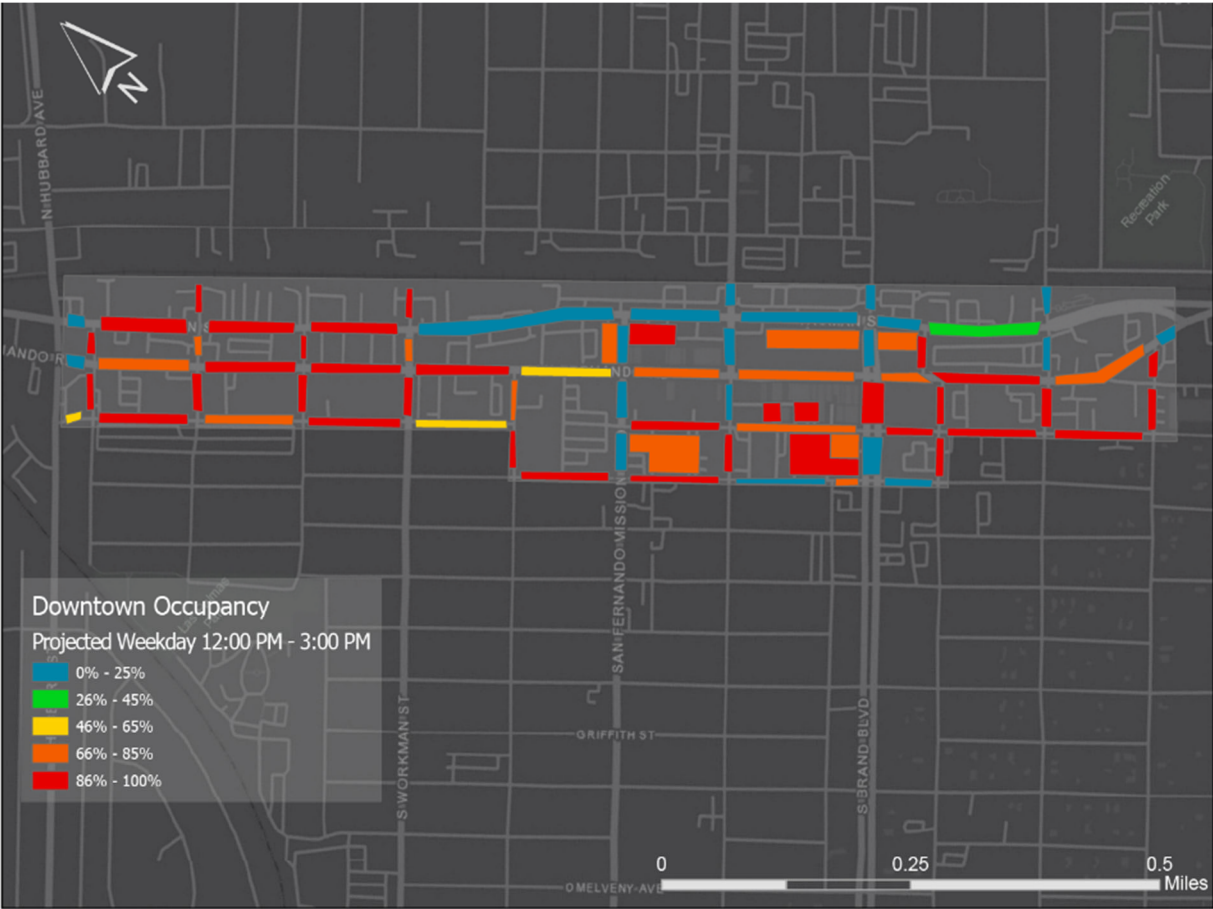 N
N HUBBARD AVE
Recreation
Park
N S
S
ANDO R
ND
Downtown Occupancy
Projected Weekday 12:00 PM - 3:00 PM
0% - 25%
26% - 45%
46% - 65%
66% - 85%
86% - 100%
S WORKMAN ST
SAN FERNANDO MISSION
GRIFFITH ST
S BRAND BLVD
O MELVENY AVE
0
0.25
0.5
Miles